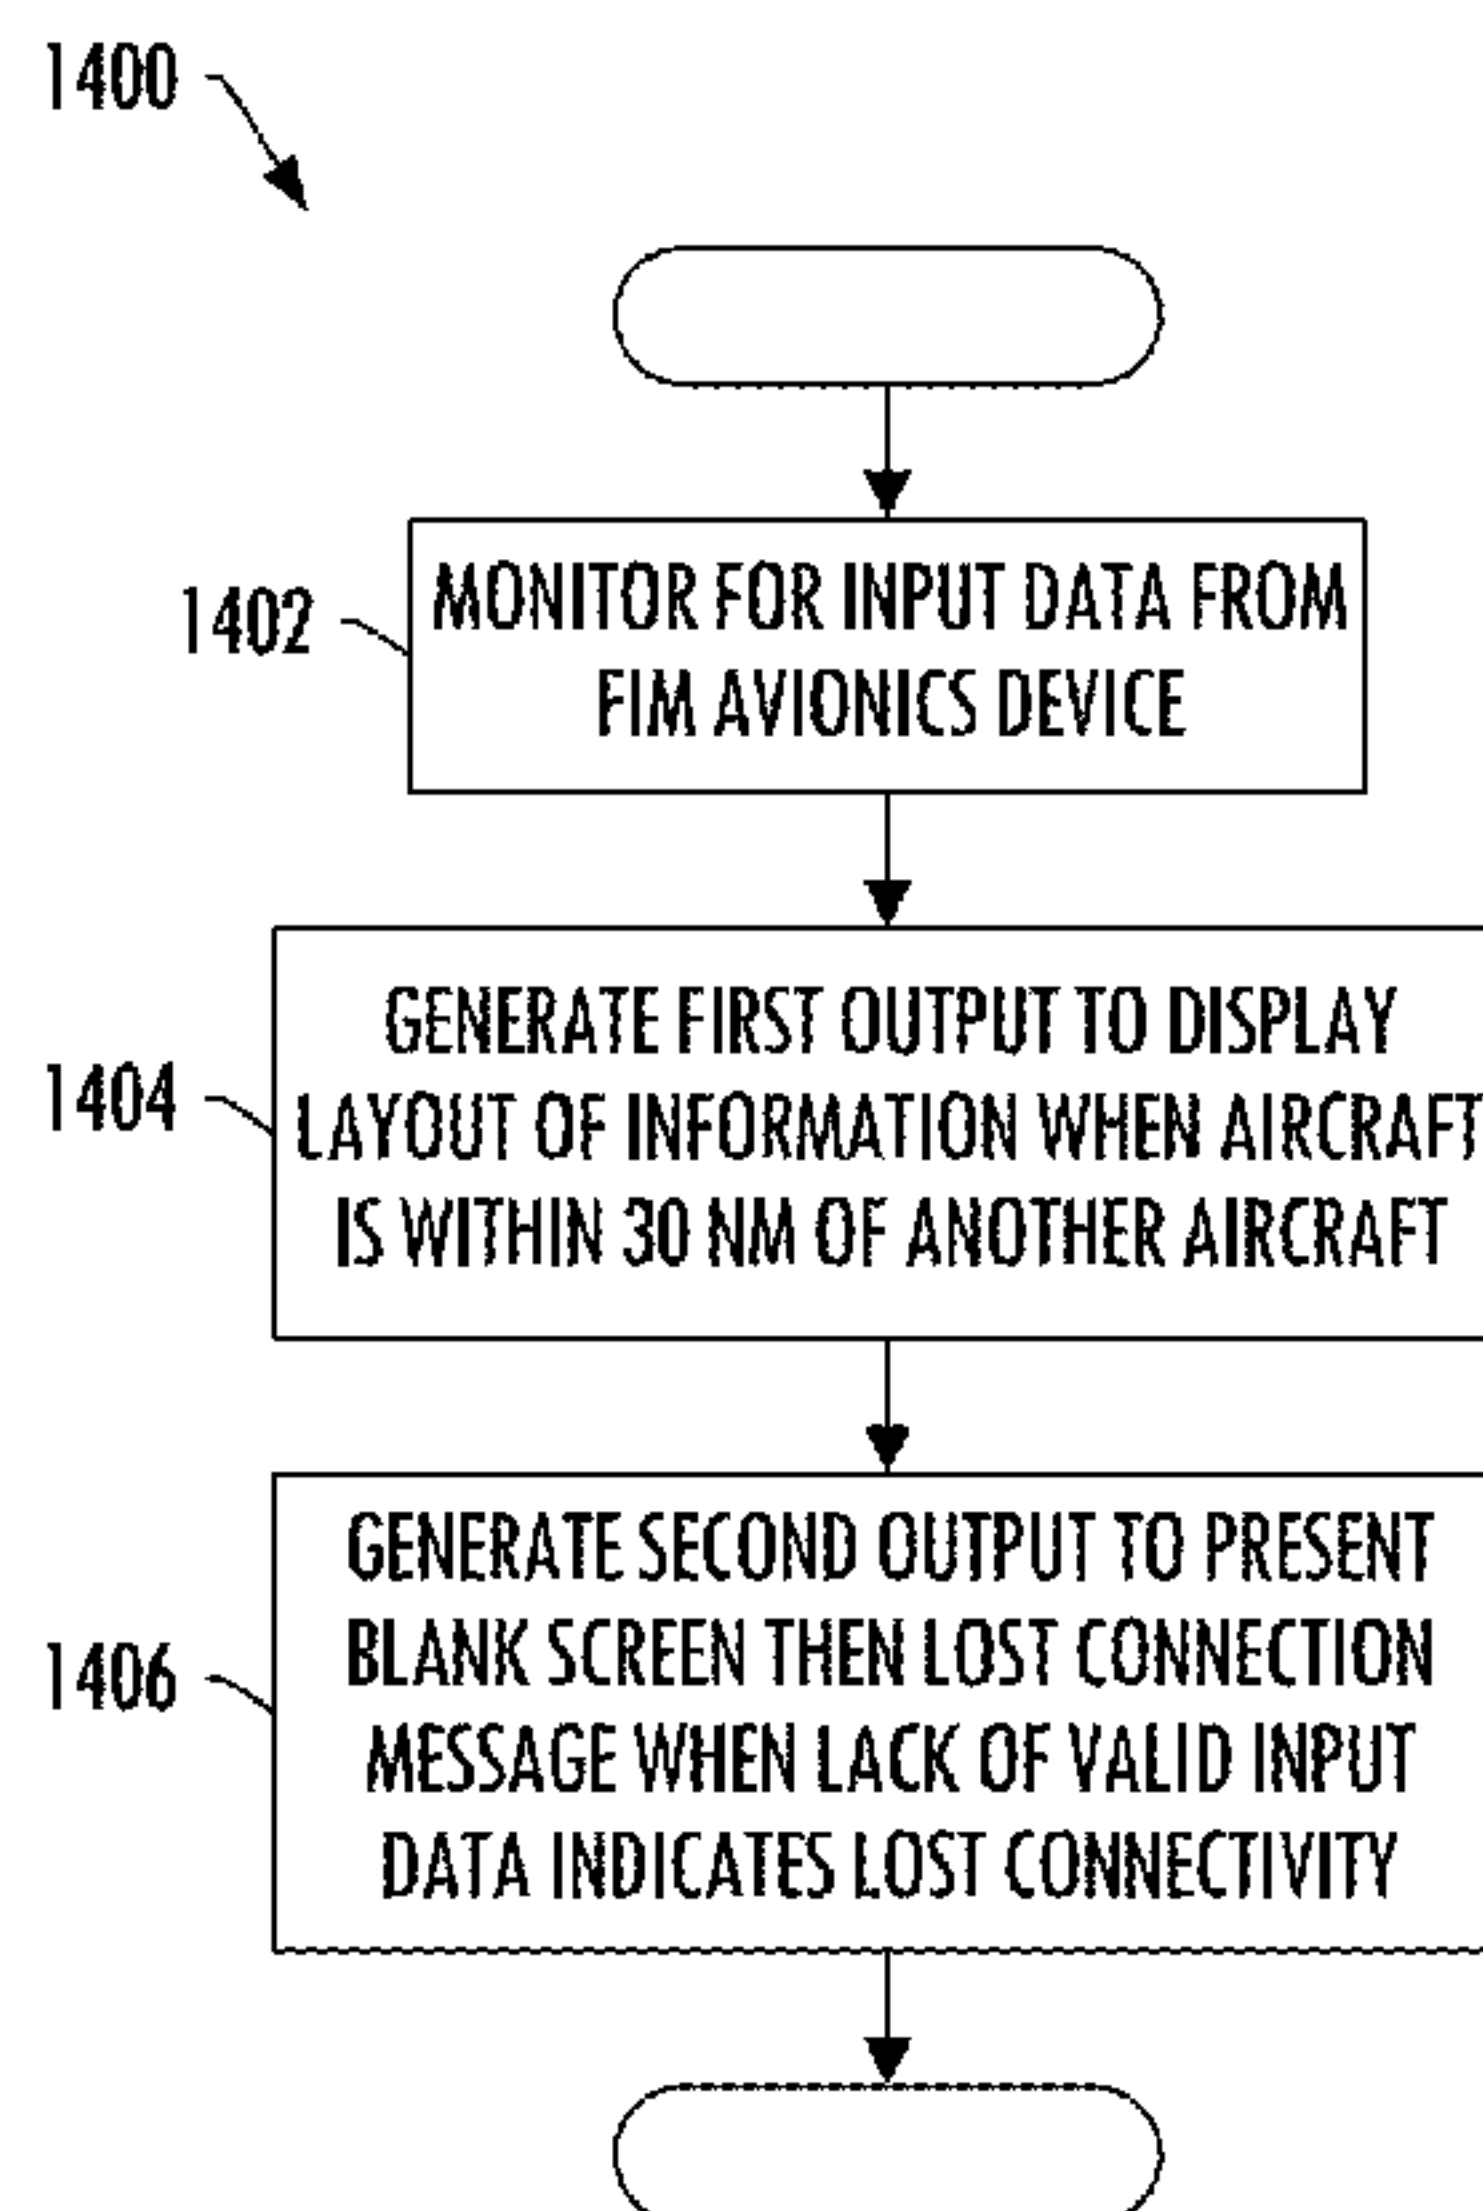 1400
1402
MONITOR FOR INPUT DATA FROM
FIM AVIONICS DEVICE
1404
GENERATE FIRST OUTPUT TO DISPLAY
LAYOUT OF INFORMATION WHEN AIRCRAFT
IS WITHIN 30 NM OF ANOTHER AIRCRAFT
1406
GENERATE SECOND OUTPUT TO PRESENT
BLANK SCREEN THEN LOST CONNECTION
MESSAGE WHEN LACK OF VALID INPUT
DATA INDICATES LOST CONNECTIVITY